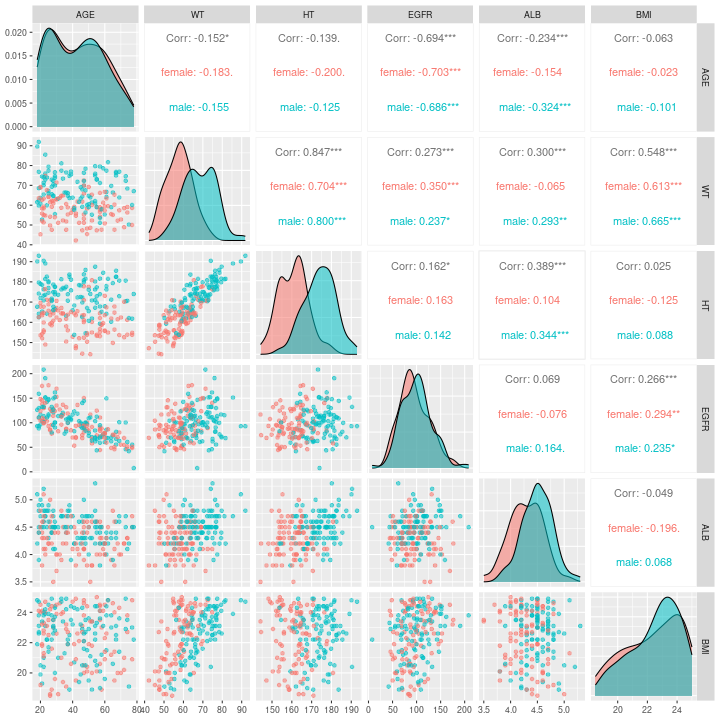 AGE WT HT EGFR ALB BMI
0.020
0.015
0.010
0.005
0.000
Corr: -0.152* Corr: -0.139. Corr: -0.694*** Corr: -0.234*** Corr: -0.063
female: -0.183. female: -0.200. female: -0.703*** female: -0.154 female: -0.023
male: -0.155 male: -0.125 male: -0.686*** male: -0.324*** male: -0.101
AGE
90
80
70
60
50
40
Corr: 0.847*** Corr: 0.273*** Corr: 0.300*** Corr: 0.548***
female: 0.704*** female: 0.350*** female: -0.065 female: 0.613***
male: 0.800*** male: 0.237* male: 0.293** male: 0.665***
WT
190
180
170
160
150
Corr: 0.162* Corr: 0.389*** Corr: 0.025
female: 0.163 female: 0.104 female: -0.125
male: 0.142 male: 0.344*** male: 0.088
HT
200
150
100
50
0
Corr: 0.069 Corr: 0.266***
female: -0.076 female: 0.294**
male: 0.164. male: 0.235*
EGFR
5.0
4.5
4.0
3.5
Corr: -0.049
female: -0.196.
male: 0.068
ALB
24
22
20
BMI
20 40 60 80 40 50 60 70 80 90 150 160 170 180 190 0 50 100 150 200 3.5 4.0 4.5 5.0 20 22 24